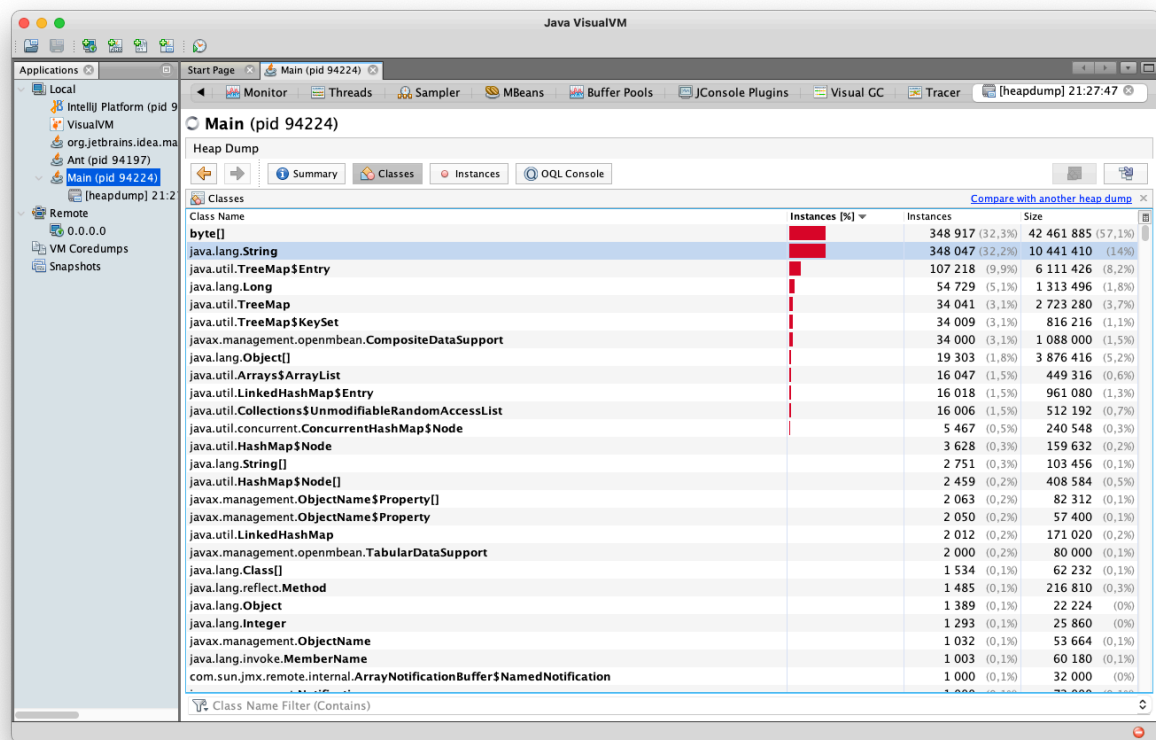 Java VisualVM
Applications
Start Page
Main (pid 94224)
Local
IntelliJ Platform (pid 9
VisualVM
org.jetbrains.idea.ma
Ant (pid 94197)
Main (pid 94224)
[heapdump] 21:2
Remote
0.0.0.0
VM Coredumps
Snapshots
Monitor Threads Sampler MBeans Buffer Pools JConsole Plugins Visual GC Tracer [heapdump] 21:27:47
Main (pid 94224)
Heap Dump
Summary Classes Instances OQL Console
Classes Compare with another heap dump
Class Name Instances [%] Instances Size
byte[] 348 917 (32,3%) 42 461 885 (57,1%)
java.lang.String 348 047 (32,2%) 10 441 410 (14%)
java.util.TreeMap$Entry 107 218 (9,9%) 6 111 426 (8,2%)
java.lang.Long 54 729 (5,1%) 1 313 496 (1,8%)
java.util.TreeMap 34 041 (3,1%) 2 723 280 (3,7%)
java.util.TreeMap$KeySet 34 009 (3,1%) 816 216 (1,1%)
javax.management.openmbean.CompositeDataSupport 34 000 (3,1%) 1 088 000 (1,5%)
java.lang.Object[] 19 303 (1,8%) 3 876 416 (5,2%)
java.util.Arrays$ArrayList 16 047 (1,5%) 449 316 (0,6%)
java.util.LinkedHashMap$Entry 16 018 (1,5%) 961 080 (1,3%)
java.util.Collections$UnmodifiableRandomAccessList 16 006 (1,5%) 512 192 (0,7%)
java.util.concurrent.ConcurrentHashMap$Node 5 467 (0,5%) 240 548 (0,3%)
java.util.HashMap$Node 3 628 (0,3%) 159 632 (0,2%)
java.lang.String[] 2 751 (0,3%) 103 456 (0,1%)
java.util.HashMap$Node[] 2 459 (0,2%) 408 584 (0,5%)
javax.management.ObjectName$Property[] 2 063 (0,2%) 82 312 (0,1%)
javax.management.ObjectName$Property 2 050 (0,2%) 57 400 (0,1%)
java.util.LinkedHashMap 2 012 (0,2%) 171 020 (0,2%)
javax.management.openmbean.TabularDataSupport 2 000 (0,2%) 80 000 (0,1%)
java.lang.Class[] 1 534 (0,1%) 62 232 (0,1%)
java.lang.reflect.Method 1 485 (0,1%) 216 810 (0,3%)
java.lang.Object 1 389 (0,1%) 22 224 (0%)
java.lang.Integer 1 293 (0,1%) 25 860 (0%)
javax.management.ObjectName 1 032 (0,1%) 53 664 (0,1%)
java.lang.invoke.MemberName 1 003 (0,1%) 60 180 (0,1%)
com.sun.jmx.remote.internal.ArrayNotificationBuffer$NamedNotification 1 000 (0,1%) 32 000 (0%)
Class Name Filter (Contains)